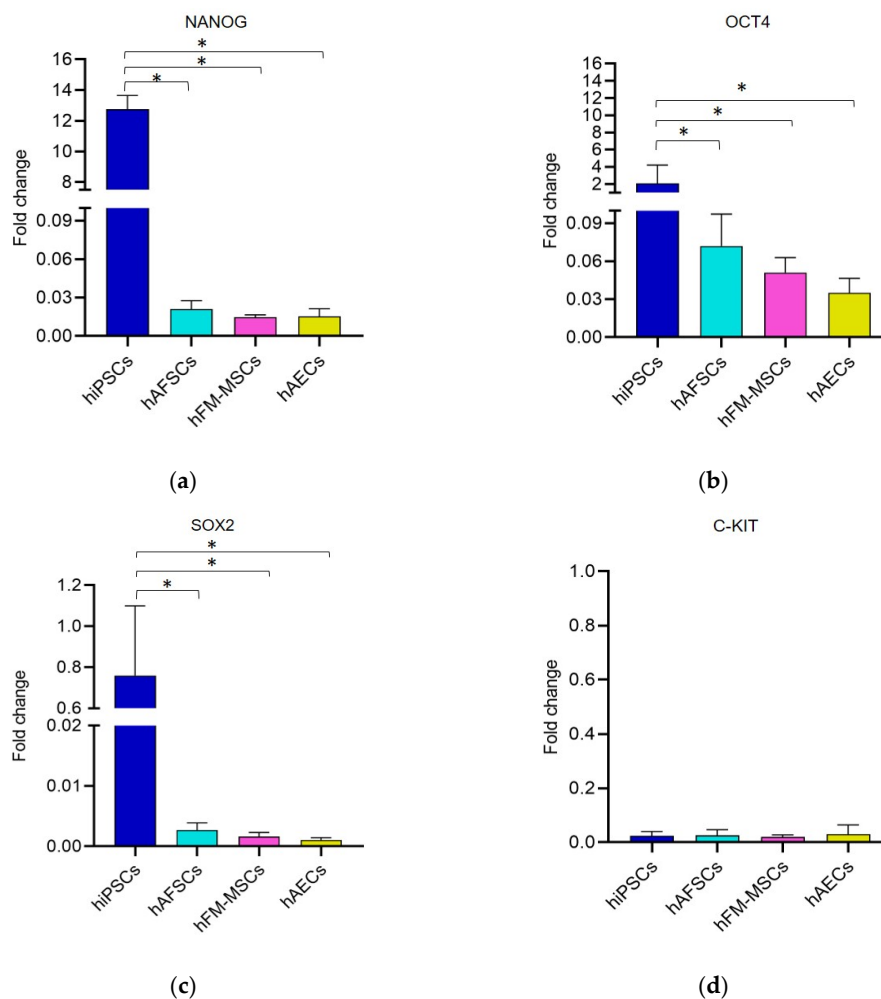 NANOG
*
*
*
Fold change
14
12
10
8
0.09
0.06
0.03
0.00
hiPSCs
hAFSCs
hFM-MSCs
hAECs
(a)
OCT4
*
*
*
Fold change
16
14
12
10
8
6
4
2
0.09
0.06
0.03
0.00
hiPSCs
hAFSCs
hFM-MSCs
hAECs
(b)
SOX2
*
*
*
Fold change
1.2
1.0
0.8
0.6
0.02
0.01
0.00
hiPSCs
hAFSCs
hFM-MSCs
hAECs
(c)
C-KIT
Fold change
1.0
0.8
0.6
0.4
0.2
0.0
hiPSCs
hAFSCs
hFM-MSCs
hAECs
(d)